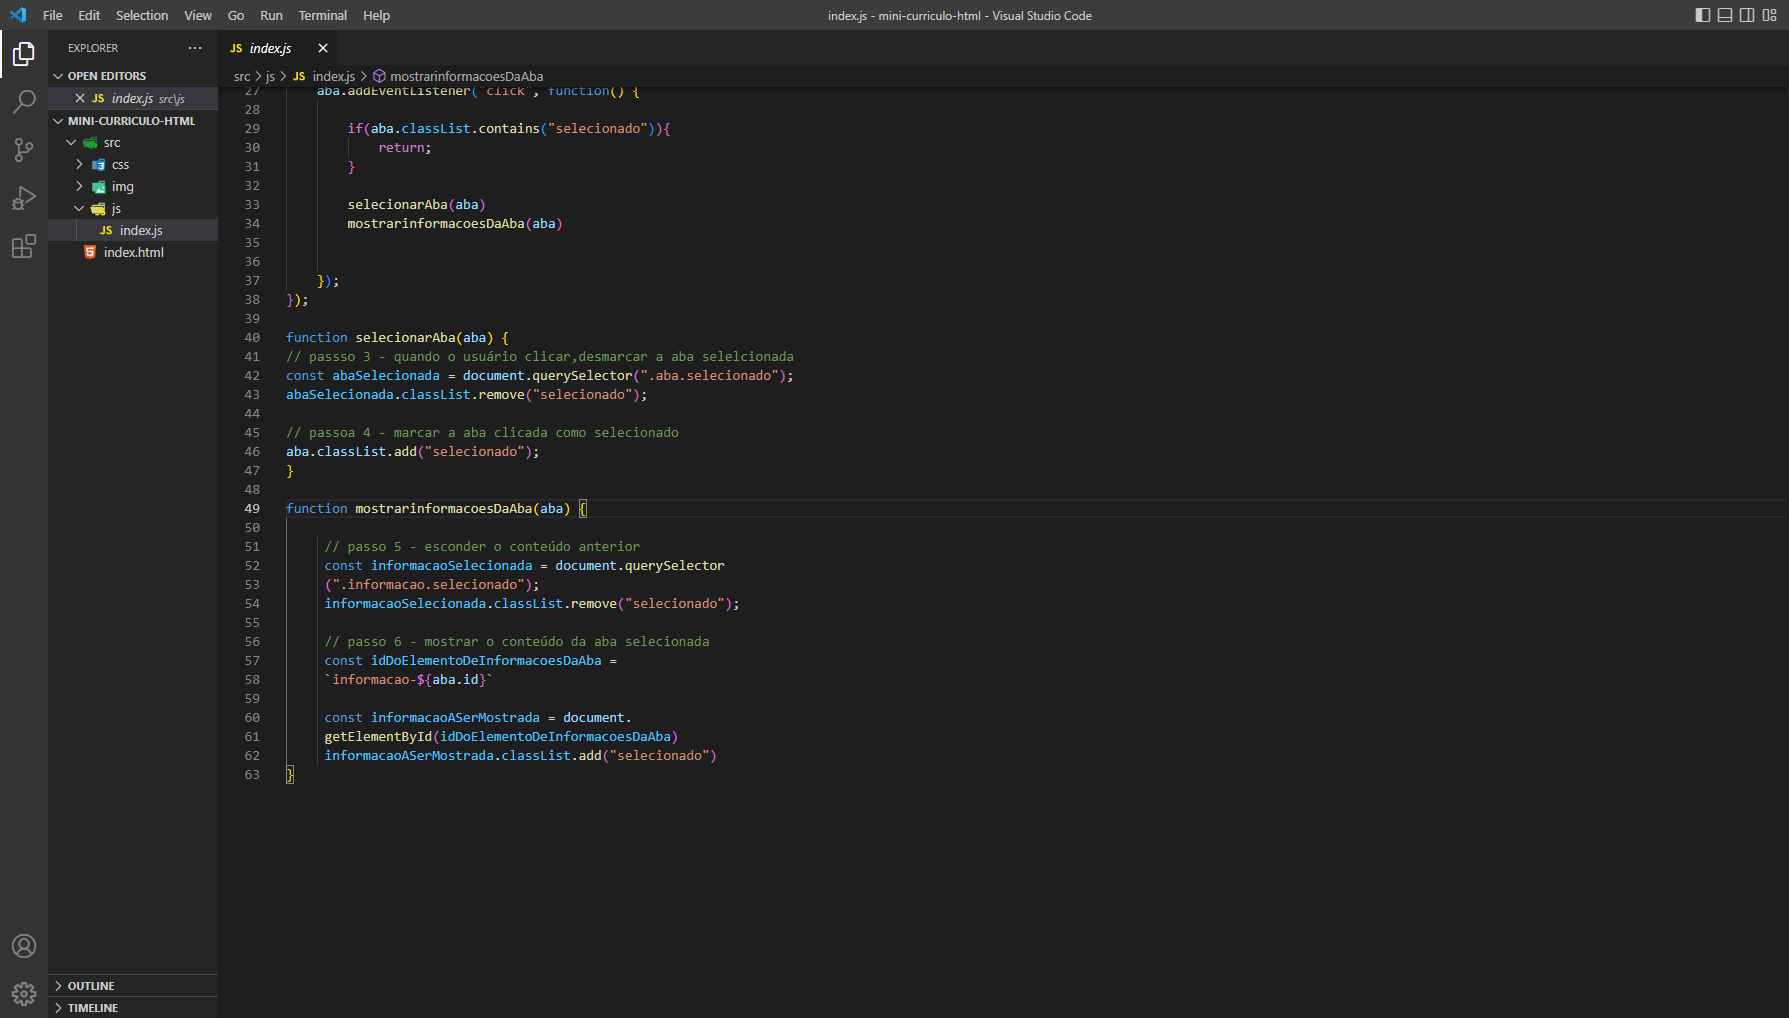 File Edit Selection View Go Run Terminal Help
index.js - mini-curriculo-html - Visual Studio Code
EXPLORER ...
OPEN EDITORS
JS index.js src\js
MINI-CURRICULO-HTML
src
css
img
js
JS index.js
index.html
OUTLINE
TIMELINE
JS index.js
src > js > JS index.js > mostrarinformacoesDaAba
27 aba.addEventListener("click", function() {
28
29 if(aba.classList.contains("selecionado")){
30 return;
31 }
32
33 selecionarAba(aba)
34 mostrarinformacoesDaAba(aba)
35
36
37 });
38 });
39
40 function selecionarAba(aba) {
41 // passso 3 - quando o usuário clicar,desmarcar a aba selelcionada
42 const abaSelecionada = document.querySelector(".aba.selecionado");
43 abaSelecionada.classList.remove("selecionado");
44
45 // passoa 4 - marcar a aba clicada como selecionado
46 aba.classList.add("selecionado");
47 }
48
49 function mostrarinformacoesDaAba(aba) {
50
51 // passo 5 - esconder o conteúdo anterior
52 const informacaoSelecionada = document.querySelector
53 (".informacao.selecionado");
54 informacaoSelecionada.classList.remove("selecionado");
55
56 // passo 6 - mostrar o conteúdo da aba selecionada
57 const idDoElementoDeInformacoesDaAba =
58 `informacao-${aba.id}`
59
60 const informacaoASerMostrada = document.
61 getElementById(idDoElementoDeInformacoesDaAba)
62 informacaoASerMostrada.classList.add("selecionado")
63 }